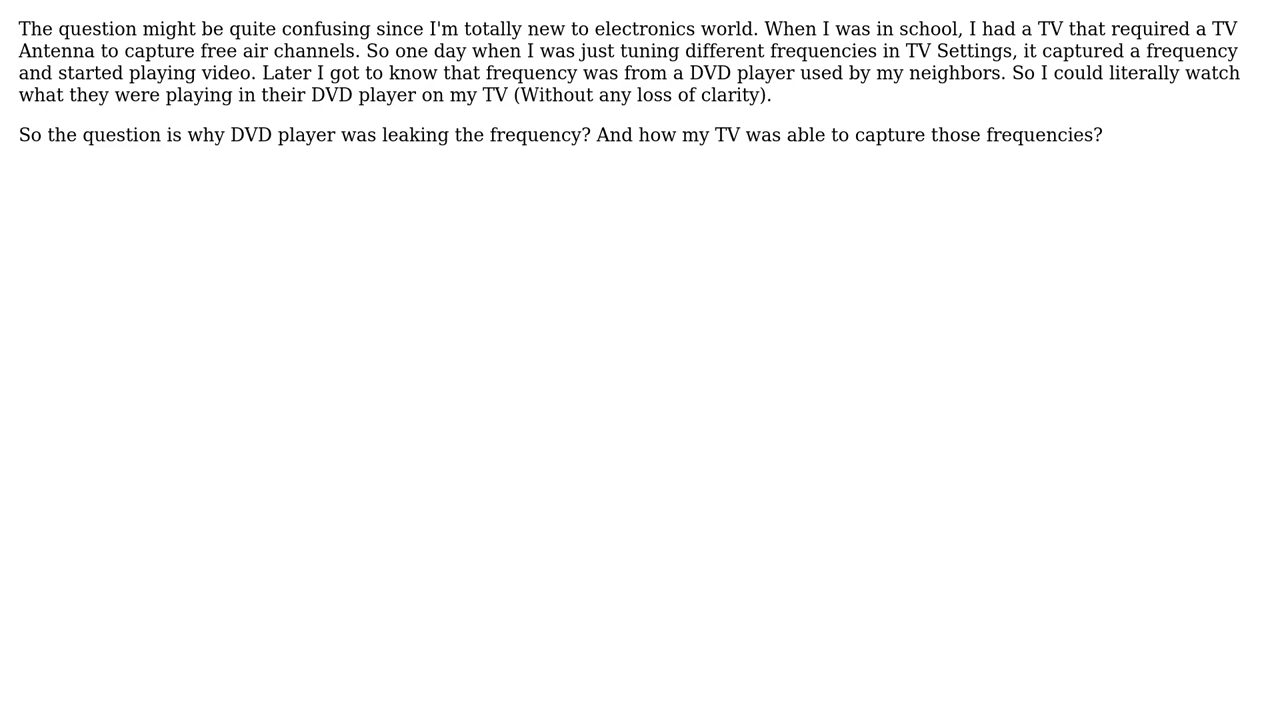 The question might be quite confusing since I'm totally new to electronics world. When I was in school, I had a TV that required a TV
Antenna to capture free air channels. So one day when I was just tuning different frequencies in TV Settings, it captured a frequency
and started playing video. Later I got to know that frequency was from a DVD player used by my neighbors. So I could literally watch
what they were playing in their DVD player on my TV (Without any loss of clarity).
So the question is why DVD player was leaking the frequency? And how my TV was able to capture those frequencies?